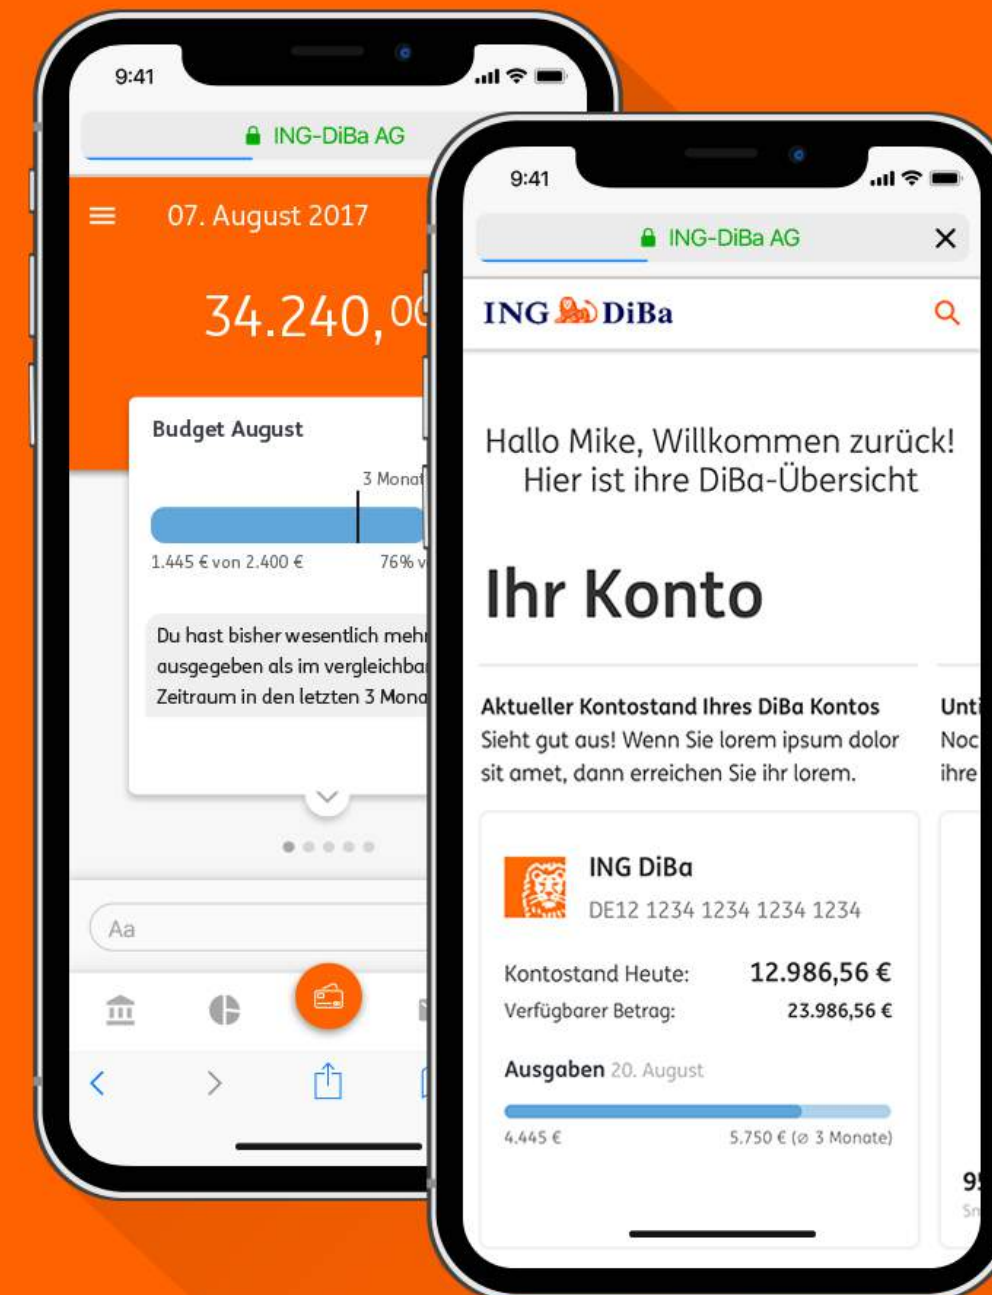 9:41
ING-DiBa AG
07. August 2017
34.240,00
Budget August
3 Monat
1.445 € von 2.400 €
76% v
Du hast bisher wesentlich mehr
ausgegeben als im vergleichba
Zeitraum in den letzten 3 Mona
Aa
9:41
ING-DiBa AG
ING DiBa
Hallo Mike, Willkommen zurück!
Hier ist ihre DiBa-Übersicht
Ihr Konto
Aktueller Kontostand Ihres DiBa Kontos
Sieht gut aus! Wenn Sie lorem ipsum dolor
sit amet, dann erreichen Sie ihr lorem.
Unt
Noc
ihre
ING DiBa
DE12 1234 1234 1234 1234
Kontostand Heute: 12.986,56 €
Verfügbarer Betrag: 23.986,56 €
Ausgaben 20. August
4.445 € 5.750 € (ø 3 Monate)